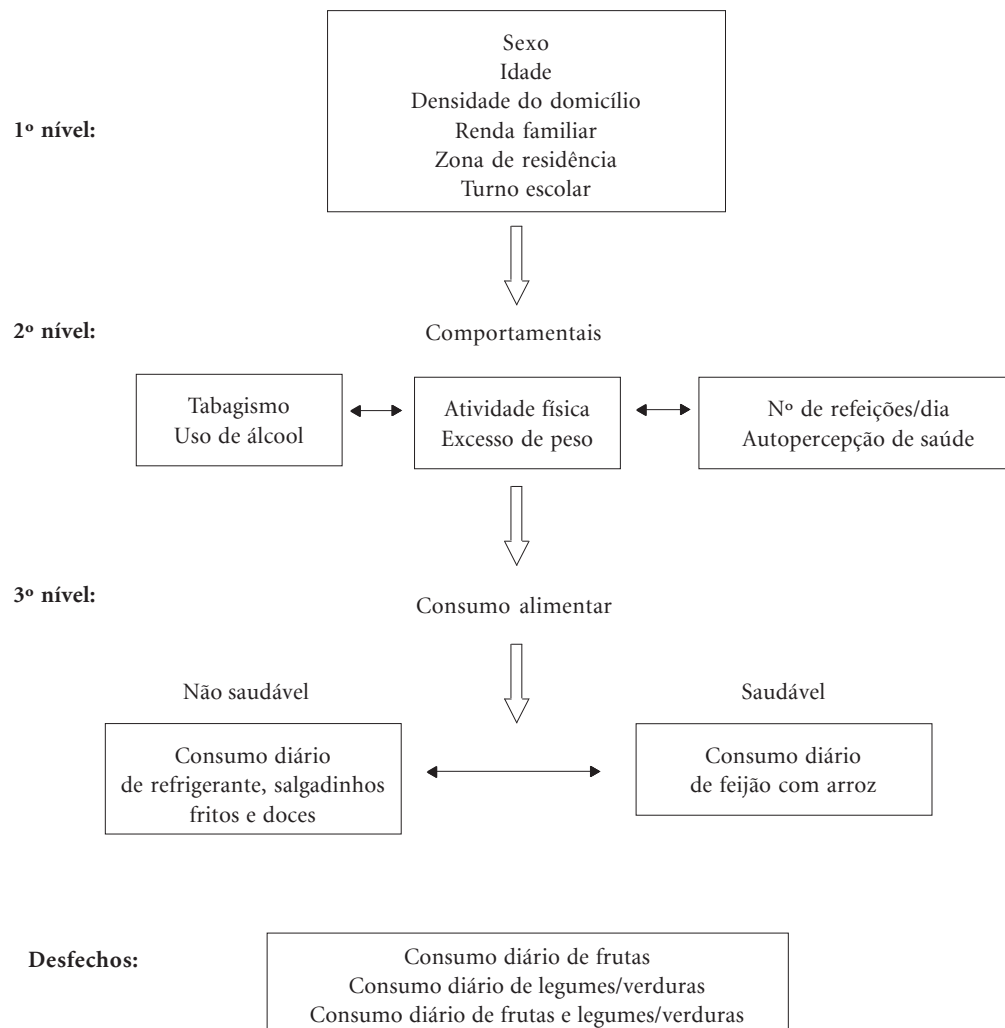 1º nível:
Sexo
Idade
Densidade do domicílio
Renda familiar
Zona de residência
Turno escolar
2º nível:
Comportamentais
Tabagismo
Uso de álcool
Atividade física
Excesso de peso
Nº de refeições/dia
Autopercepção de saúde
3º nível:
Consumo alimentar
Não saudável
Saudável
Consumo diário
de refrigerante, salgadinhos
fritos e doces
Consumo diário
de feijão com arroz
Desfechos:
Consumo diário de frutas
Consumo diário de legumes/verduras
Consumo diário de frutas e legumes/verduras